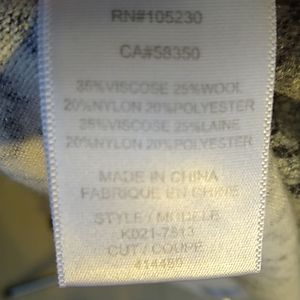 RN#105230
CA#58350
35%VISCOSE 25%WOOL
20%NYLON 20%POLYESTER
35%VISCOSE 25%LAINE
20%NYLON 20%POLYESTER
MADE IN CHINA
FABRIQUE EN CHINE
STYLE / MODELE
K021-7513
CUT / COUPE